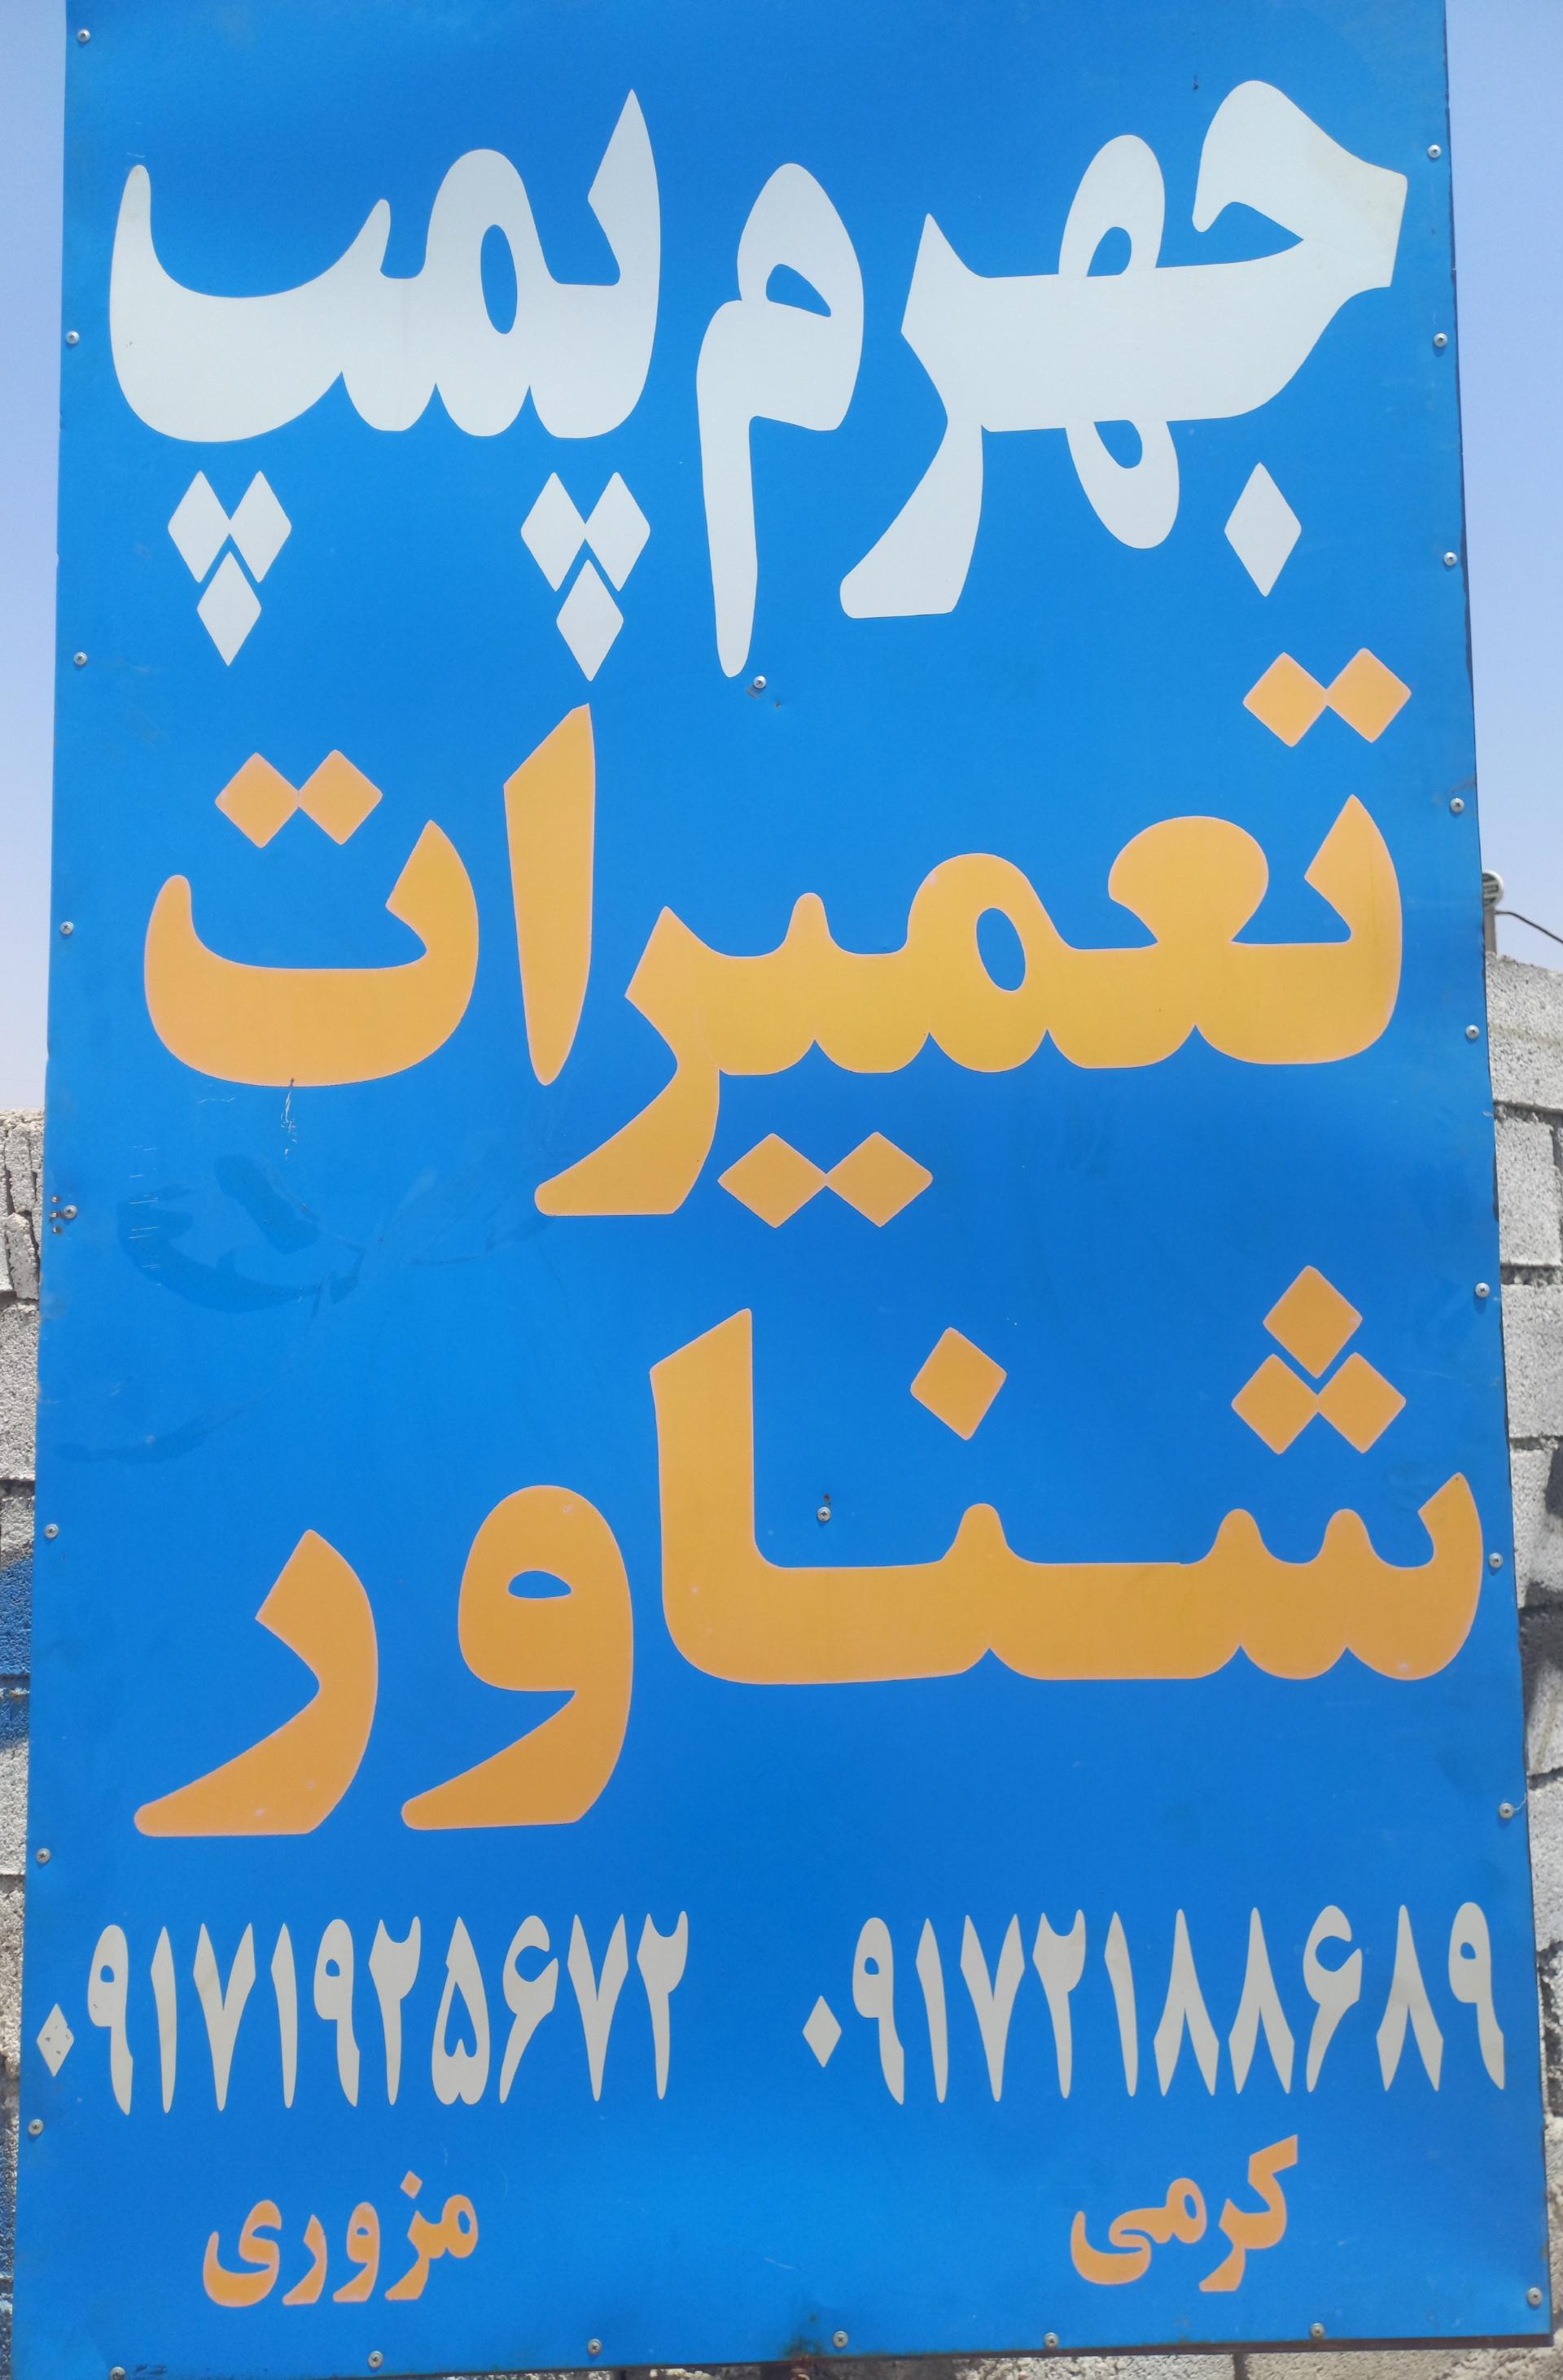 جهرم پمپ
تعمیرات
شناور
۰۹۱۷۲۱۸۸۶۸۹ ۰۹۱۷۱۹۲۵۶۷۲
کرمی مزوری